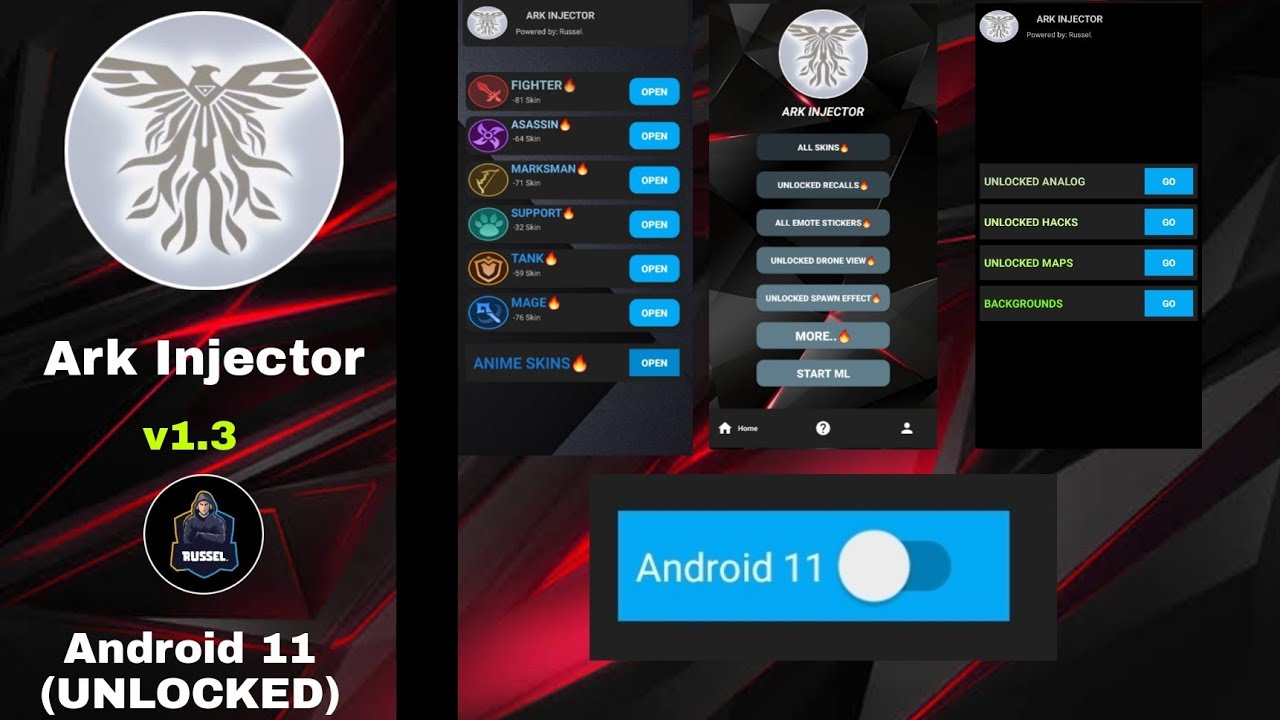 Ark Injector
v1.3
RUSSEL.
Android 11
(UNLOCKED)
ARK INJECTOR
Powered by: Russel.
FIGHTER🔥
-81 Skin
OPEN
ASASSIN🔥
-64 Skin
OPEN
MARKSMAN🔥
-71 Skin
OPEN
SUPPORT🔥
-32 Skin
OPEN
TANK🔥
-59 Skin
OPEN
MAGE🔥
-76 Skin
OPEN
ANIME SKINS🔥
OPEN
ARK INJECTOR
ALL SKINS🔥
UNLOCKED RECALLS🔥
ALL EMOTE STICKERS🔥
UNLOCKED DRONE VIEW🔥
UNLOCKED SPAWN EFFECT🔥
MORE..🔥
START ML
Home
ARK INJECTOR
Powered by: Russel.
UNLOCKED ANALOG
GO
UNLOCKED HACKS
GO
UNLOCKED MAPS
GO
BACKGROUNDS
GO
Android 11